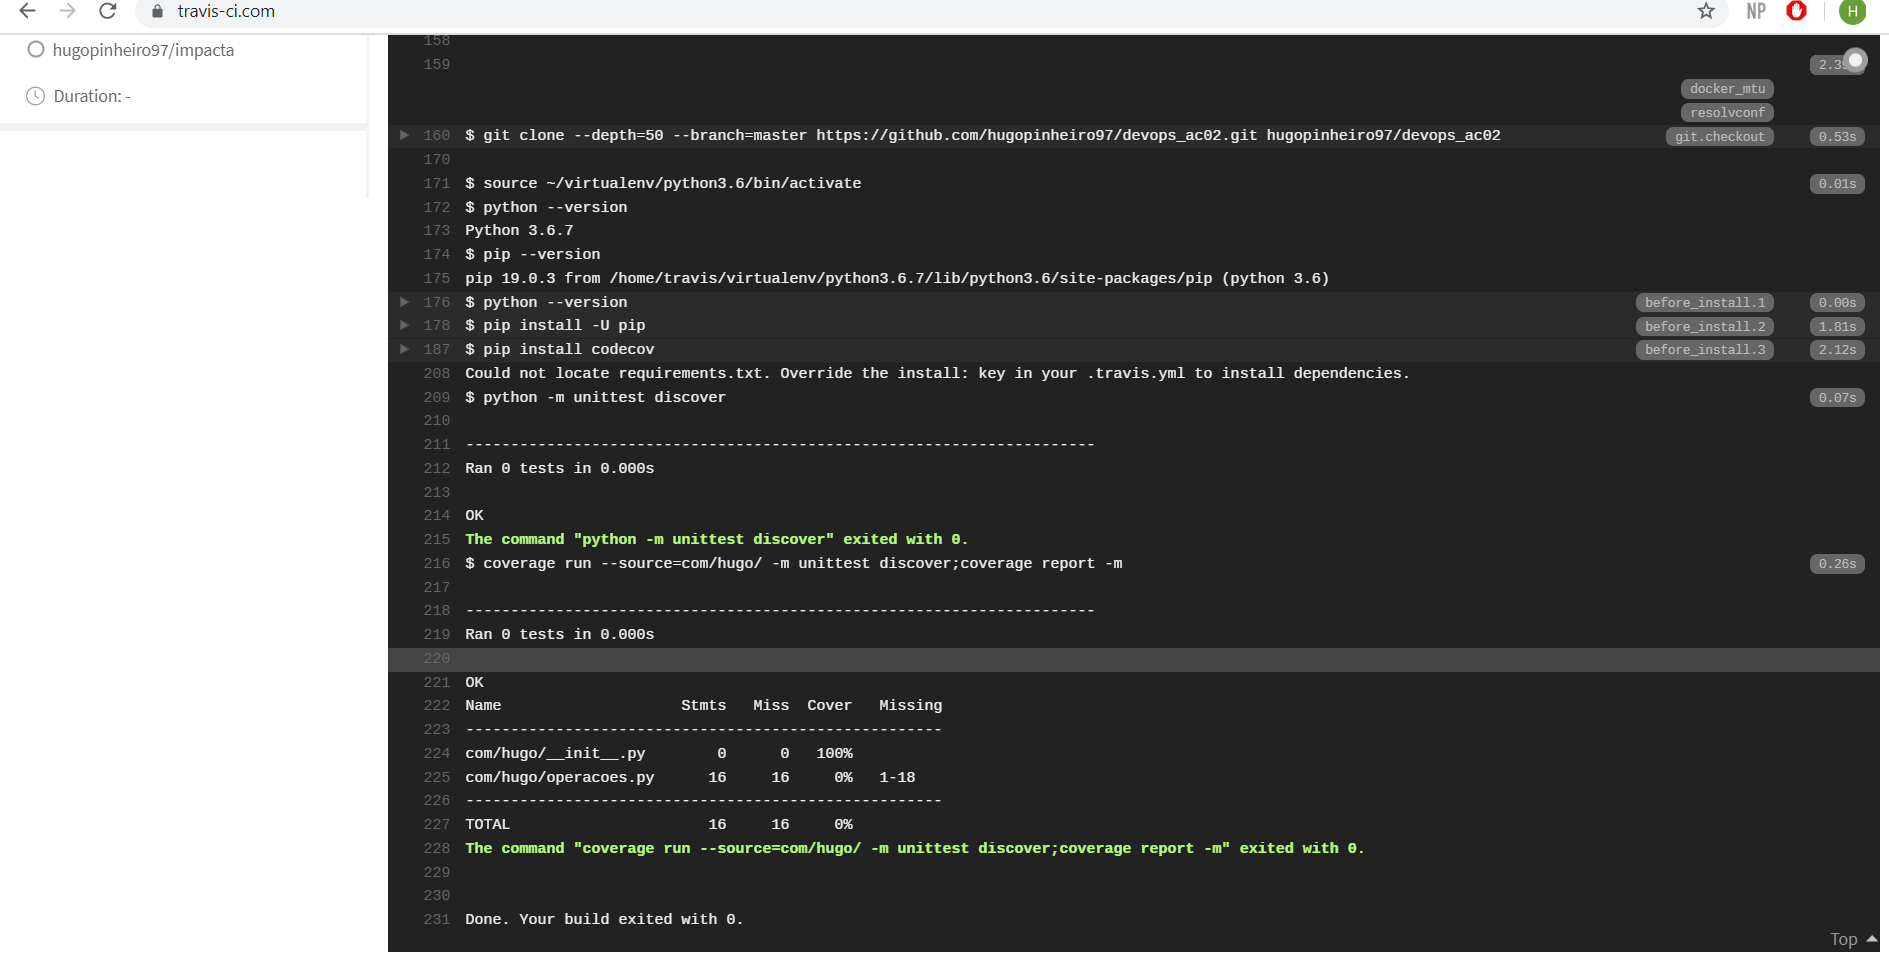 travis-ci.com
NP
H
hugopinheiro97/impacta
Duration: -
158
159
docker_mtu
resolvconf
160 $ git clone --depth=50 --branch=master https://github.com/hugopinheiro97/devops_ac02.git hugopinheiro97/devops_ac02 git.checkout 0.53s
170
171 $ source ~/virtualenv/python3.6/bin/activate 0.01s
172 $ python --version
173 Python 3.6.7
174 $ pip --version
175 pip 19.0.3 from /home/travis/virtualenv/python3.6.7/lib/python3.6/site-packages/pip (python 3.6)
176 $ python --version before_install.1 0.00s
178 $ pip install -U pip before_install.2 1.81s
187 $ pip install codecov before_install.3 2.12s
208 Could not locate requirements.txt. Override the install: key in your .travis.yml to install dependencies.
209 $ python -m unittest discover 0.07s
210
211 ----------------------------------------------------------------------
212 Ran 0 tests in 0.000s
213
214 OK
215 The command "python -m unittest discover" exited with 0.
216 $ coverage run --source=com/hugo/ -m unittest discover;coverage report -m 0.26s
217
218 ----------------------------------------------------------------------
219 Ran 0 tests in 0.000s
220
221 OK
222 Name Stmts Miss Cover Missing
223 -----------------------------------------------------
224 com/hugo/__init__.py 0 0 100%
225 com/hugo/operacoes.py 16 16 0% 1-18
226 -----------------------------------------------------
227 TOTAL 16 16 0%
228 The command "coverage run --source=com/hugo/ -m unittest discover;coverage report -m" exited with 0.
229
230
231 Done. Your build exited with 0.
Top